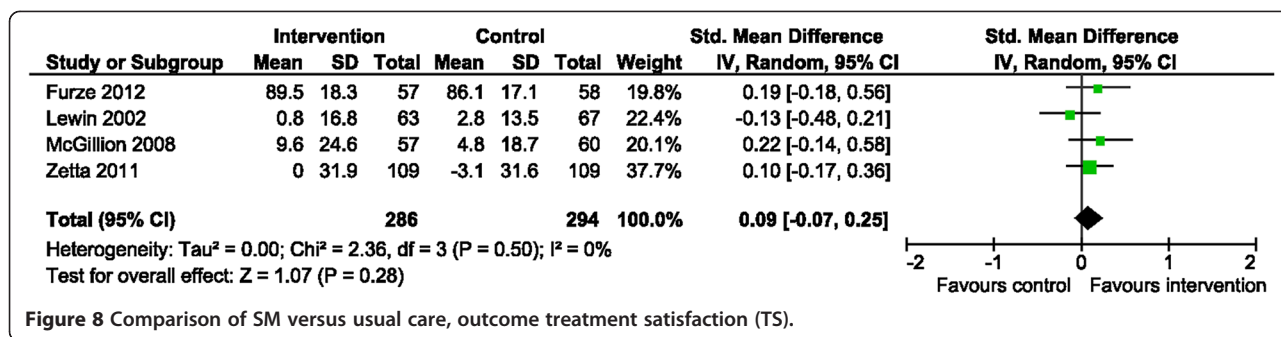 Intervention Control Std. Mean Difference Std. Mean Difference
Study or Subgroup Mean SD Total Mean SD Total Weight IV, Random, 95% CI IV, Random, 95% CI
Furze 2012 89.5 18.3 57 86.1 17.1 58 19.8% 0.19 [-0.18, 0.56]
Lewin 2002 0.8 16.8 63 2.8 13.5 67 22.4% -0.13 [-0.48, 0.21]
McGillion 2008 9.6 24.6 57 4.8 18.7 60 20.1% 0.22 [-0.14, 0.58]
Zetta 2011 0 31.9 109 -3.1 31.6 109 37.7% 0.10 [-0.17, 0.36]
Total (95% CI) 286 294 100.0% 0.09 [-0.07, 0.25]
Heterogeneity: Tau² = 0.00; Chi² = 2.36, df = 3 (P = 0.50); I² = 0%
Test for overall effect: Z = 1.07 (P = 0.28)
-2 -1 0 1 2
Favours control Favours intervention
Figure 8 Comparison of SM versus usual care, outcome treatment satisfaction (TS).